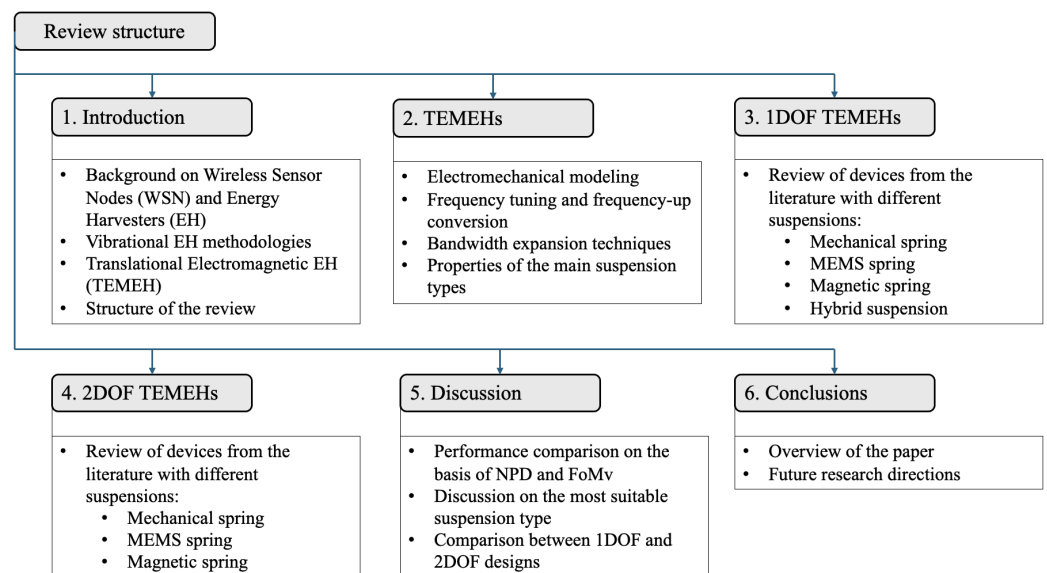 Review structure
1. Introduction
• Background on Wireless Sensor
Nodes (WSN) and Energy
Harvesters (EH)
• Vibrational EH methodologies
• Translational Electromagnetic EH
(TEMEH)
• Structure of the review
2. TEMEHs
• Electromechanical modeling
• Frequency tuning and frequency-up
conversion
• Bandwidth expansion techniques
• Properties of the main suspension
types
3. 1DOF TEMEHs
• Review of devices from the
literature with different
suspensions:
• Mechanical spring
• MEMS spring
• Magnetic spring
• Hybrid suspension
4. 2DOF TEMEHs
• Review of devices from the
literature with different
suspensions:
• Mechanical spring
• MEMS spring
• Magnetic spring
5. Discussion
• Performance comparison on the
basis of NPD and FoMv
• Discussion on the most suitable
suspension type
• Comparison between 1DOF and
2DOF designs
6. Conclusions
• Overview of the paper
• Future research directions